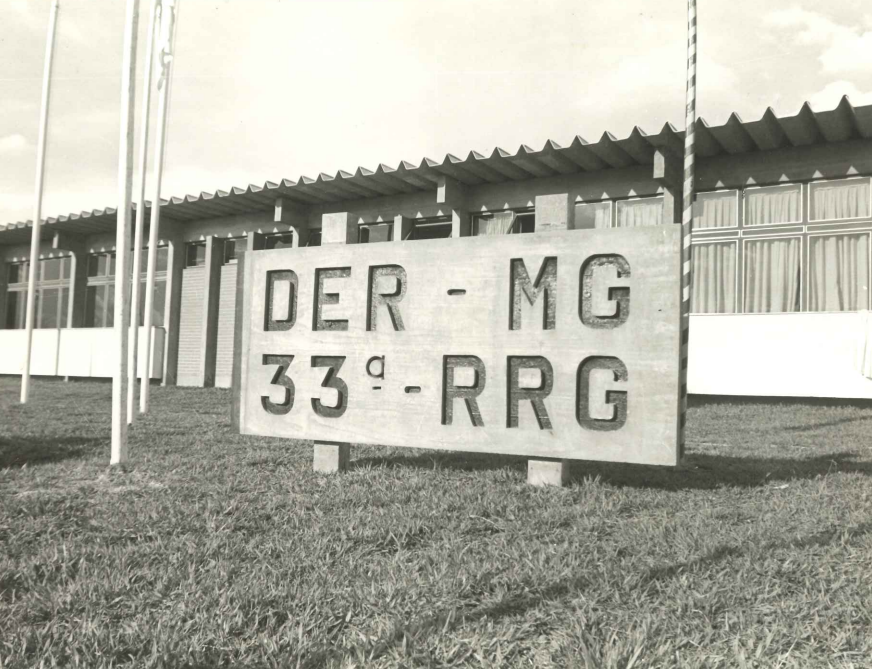 DER - MG
33ª - RRG